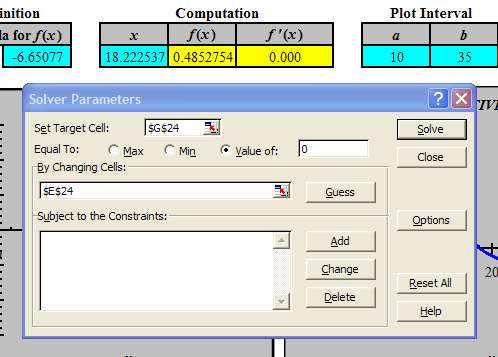 inition Computation Plot Interval
la for f(x) x f(x) f'(x) a b
-6.65077 18.222537 0.4852754 0.000 10 35
Solver Parameters
Set Target Cell: $G$24 Solve
Equal To: Max Min Value of: 0 Close
By Changing Cells:
$E$24 Guess
Subject to the Constraints: Options
Add
Change
Reset All
Delete
Help
20